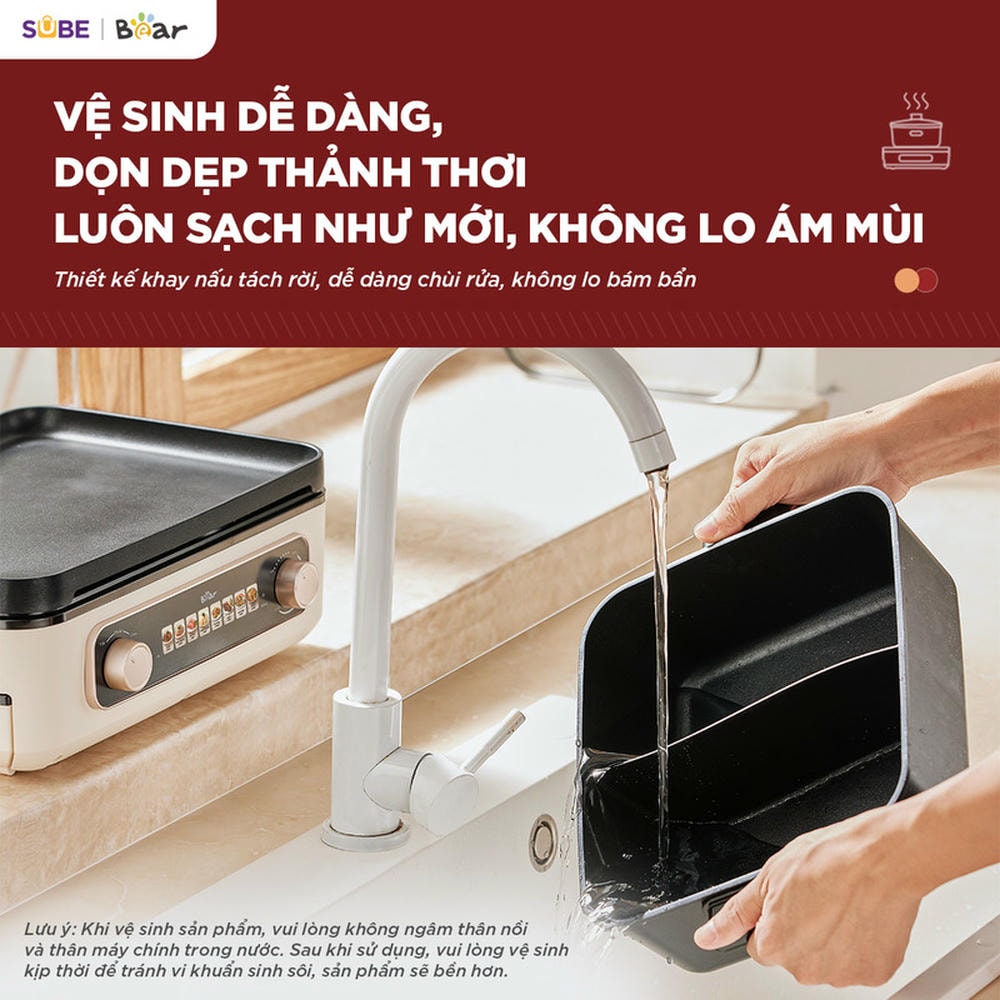 SUBE | Bear
VỆ SINH DỄ DÀNG,
DỌN DẸP THẢNH THƠI
LUÔN SẠCH NHƯ MỚI, KHÔNG LO ÁM MÙI
Thiết kế khay nấu tách rời, dễ dàng chùi rửa, không lo bám bẩn
Bear
Lưu ý: Khi vệ sinh sản phẩm, vui lòng không ngâm thân nồi
và thân máy chính trong nước. Sau khi sử dụng, vui lòng vệ sinh
kịp thời để tránh vi khuẩn sinh sôi, sản phẩm sẽ bền hơn.